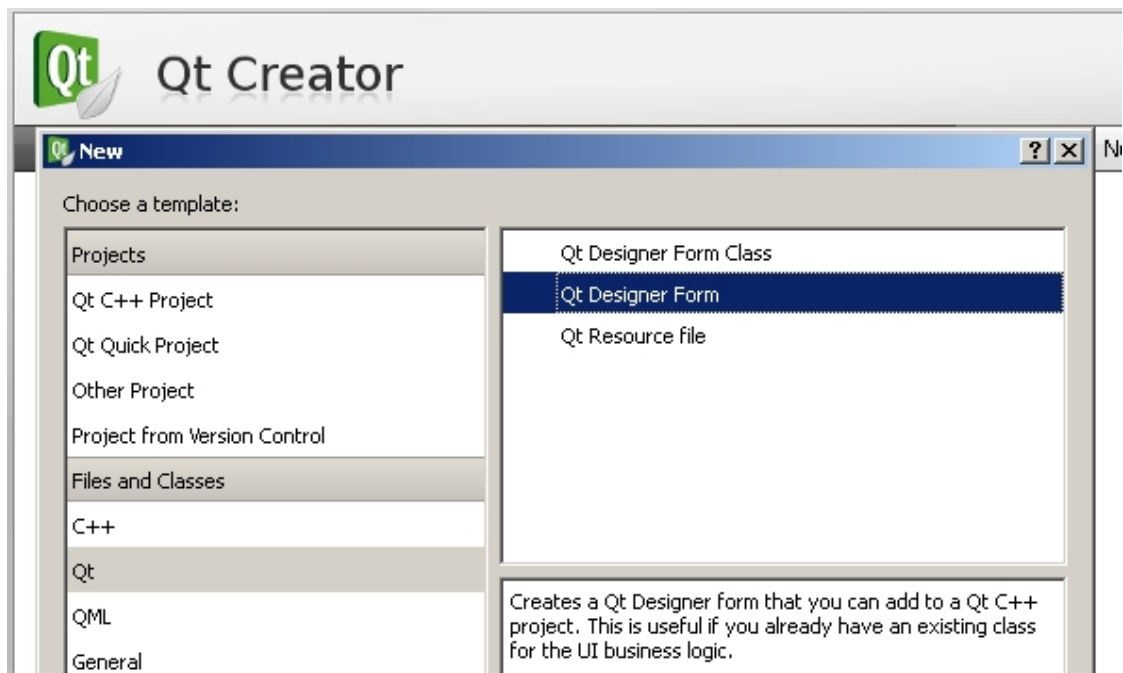 Qt
Qt Creator
New
Choose a template:
Projects
Qt C++ Project
Qt Quick Project
Other Project
Project from Version Control
Files and Classes
C++
Qt
QML
General
Qt Designer Form Class
Qt Designer Form
Qt Resource file
Creates a Qt Designer form that you can add to a Qt C++
project. This is useful if you already have an existing class
for the UI business logic.